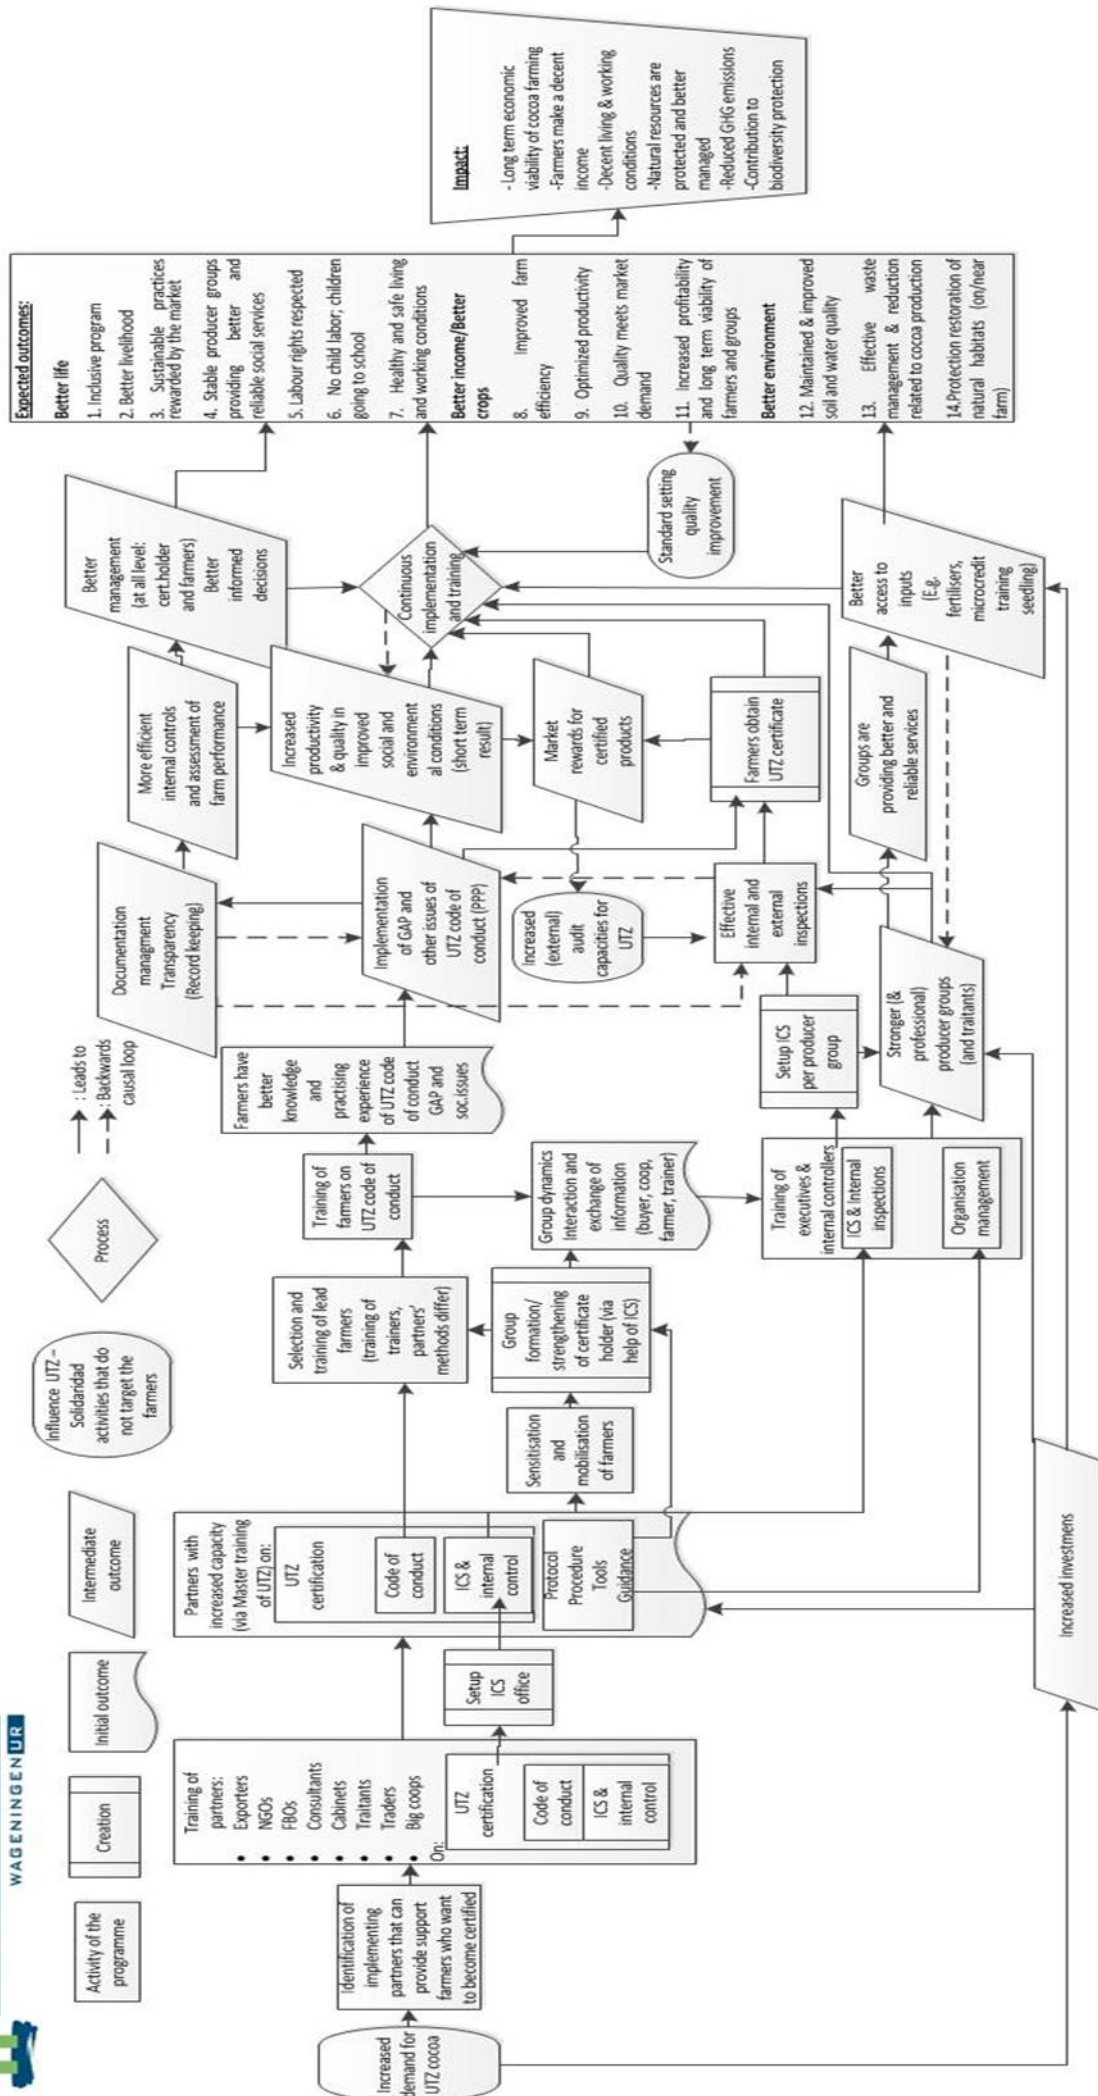 WAGENINGEN UR
Activity of the
programme
Creation
Initial outcome
Intermediate
outcome
Influence UTZ –
Solidaridad
activities that do
not target the
farmers
Process
: Leads to
: Backwards
causal loop
Increased
demand for
UTZ cocoa
Identification of
implementing
partners that can
provide support
farmers who want
to become certified
Training of
partners:
• Exporters
• NGOs
• FBOs
• Consultants
• Cabinets
• Traitants
• Traders
• Big coops
On:
UTZ
certification
Code of
conduct
ICS &
internal
control
Setup
ICS
office
Partners with
increased capacity
(via Master training
of UTZ) on:
UTZ
certification
Code of
conduct
ICS &
internal
control
Protocol
Procedure
Tools
Guidance
Sensitisation
and
mobilisation
of farmers
Selection and
training of lead
farmers
(training of
trainers,
partners'
methods differ)
Group
formation/
strengthening
of certificate
holder (via
help of ICS)
Training of
farmers on
UTZ code of
conduct
Group dynamics
Interaction and
exchange of
information
(buyer, coop,
farmer, trainer)
Training of
executives &
internal controllers
ICS & Internal
inspections
Organisation
management
Farmers have
better
knowledge
and
practising
experience
of UTZ code
of conduct
GAP and
soc.issues
Setup ICS
per producer
group
Stronger (&
professional)
producer groups
(and traitants)
Documentation
managment
Transparency
(Record keeping)
Implementation
of GAP and
other issues of
UTZ code of
conduct (PPP)
Increased
(external)
audit
capacities for
UTZ
Effective
internal and
external
inspections
More efficient
internal controls
and assessment of
farm performance
Increased
productivity
& quality in
improved
social and
environment
al conditions
(short term
result)
Market
rewards for
certified
products
Farmers obtain
UTZ certificate
Groups are
providing better and
reliable services
Better
management
(at all level:
cert.holder
and farmers)
Better
informed
decisions
Continuous
implementation
and training
Standard setting
quality
improvement
Better
access to
inputs
(E.g.
fertilisers,
microcredit
training
seedling)
Increased investmens
Expected outcomes:
Better life
1. Inclusive program
2. Better livelihood
3. Sustainable practices
rewarded by the market
4. Stable producer groups
providing better and
reliable social services
5. Labour rights respected
6. No child labor; children
going to school
7. Healthy and safe living
and working conditions
Better income/Better
crops
8. Improved farm
efficiency
9. Optimized productivity
10. Quality meets market
demand
11. Increased profitability
and long term viability of
farmers and groups
Better environment
12. Maintained & improved
soil and water quality
13. Effective waste
management & reduction
related to cocoa production
14.Protection restoration of
natural habitats (on/near
farm)
Impact:
- Long term economic
viability of cocoa farming
-Farmers make a decent
income
-Decent living & working
conditions
-Natural resources are
protected and better
managed
-Reduced GHG emissions
-Contribution to
biodiversity protection